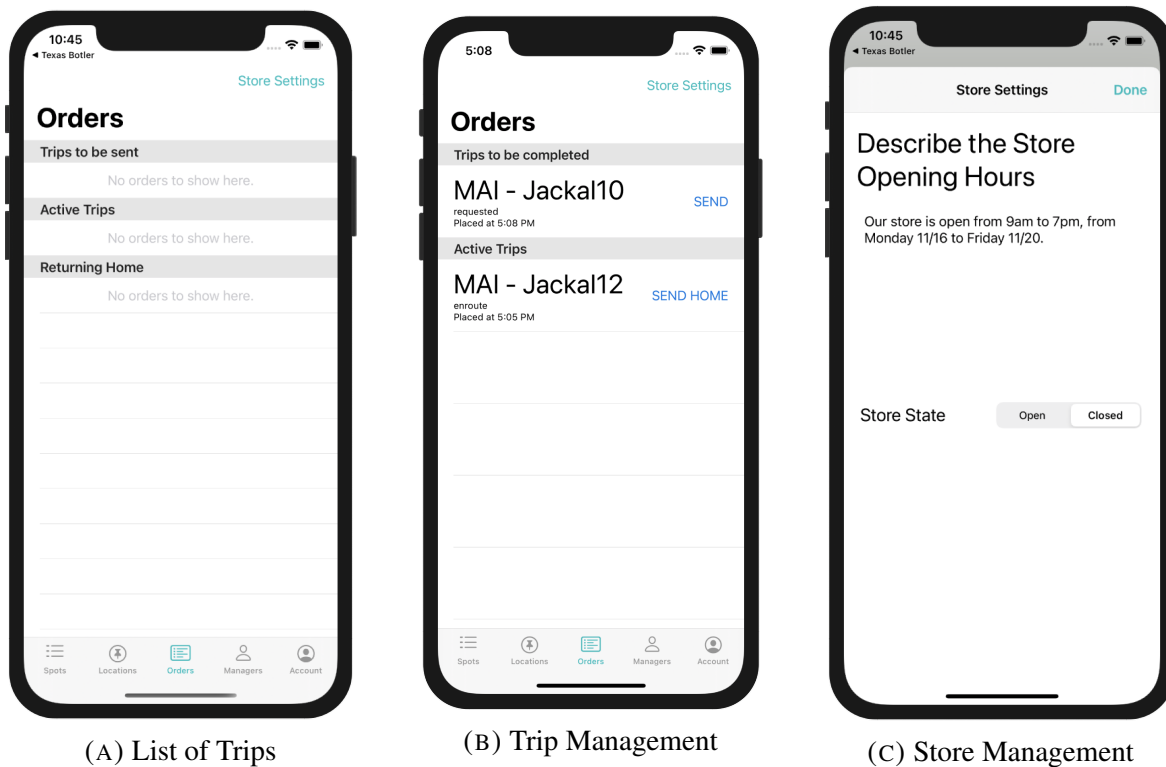 10:45
◀ Texas Botler
Store Settings
Orders
Trips to be sent
No orders to show here.
Active Trips
No orders to show here.
Returning Home
No orders to show here.
Spots
Locations
Orders
Managers
Account
(A) List of Trips
5:08
Store Settings
Orders
Trips to be completed
MAI - Jackal10
requested
Placed at 5:08 PM
SEND
Active Trips
MAI - Jackal12
enroute
Placed at 5:05 PM
SEND HOME
Spots
Locations
Orders
Managers
Account
(B) Trip Management
10:45
◀ Texas Botler
Store Settings
Done
Describe the Store
Opening Hours
Our store is open from 9am to 7pm, from
Monday 11/16 to Friday 11/20.
Store State
Open
Closed
(C) Store Management